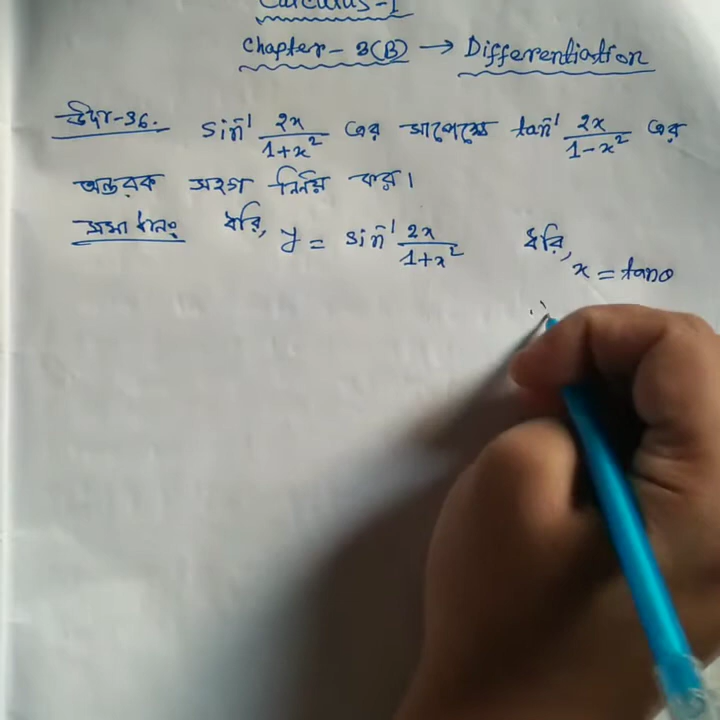 Calculus-I
Chapter-3(B) → Differentiation
উদা-36. sin⁻¹ 2x/1+x² এর সাপেক্ষে tan⁻¹ 2x/1-x² এর
অন্তরক সহগ নির্নয় কর।
সমাধানঃ ধরি, y = sin⁻¹ 2x/1+x² ধরি, x = tanθ